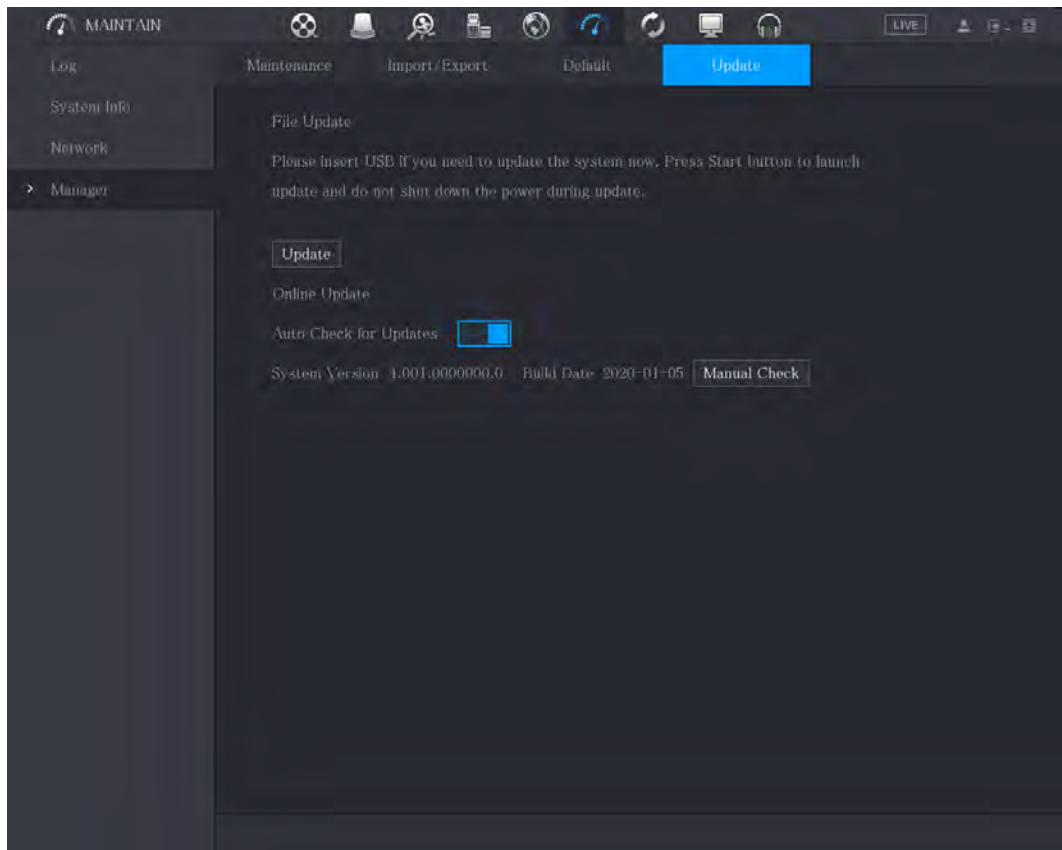 MAINTAIN
LIVE
Log
Maintenance Import/Export Default Update
System Info
Network
Manager
File Update
Please insert USB if you need to update the system now. Press Start button to launch
update and do not shut down the power during update.
Update
Online Update
Auto Check for Updates
System Version 4.001.0000000.0 Build Date 2020-01-05 Manual Check